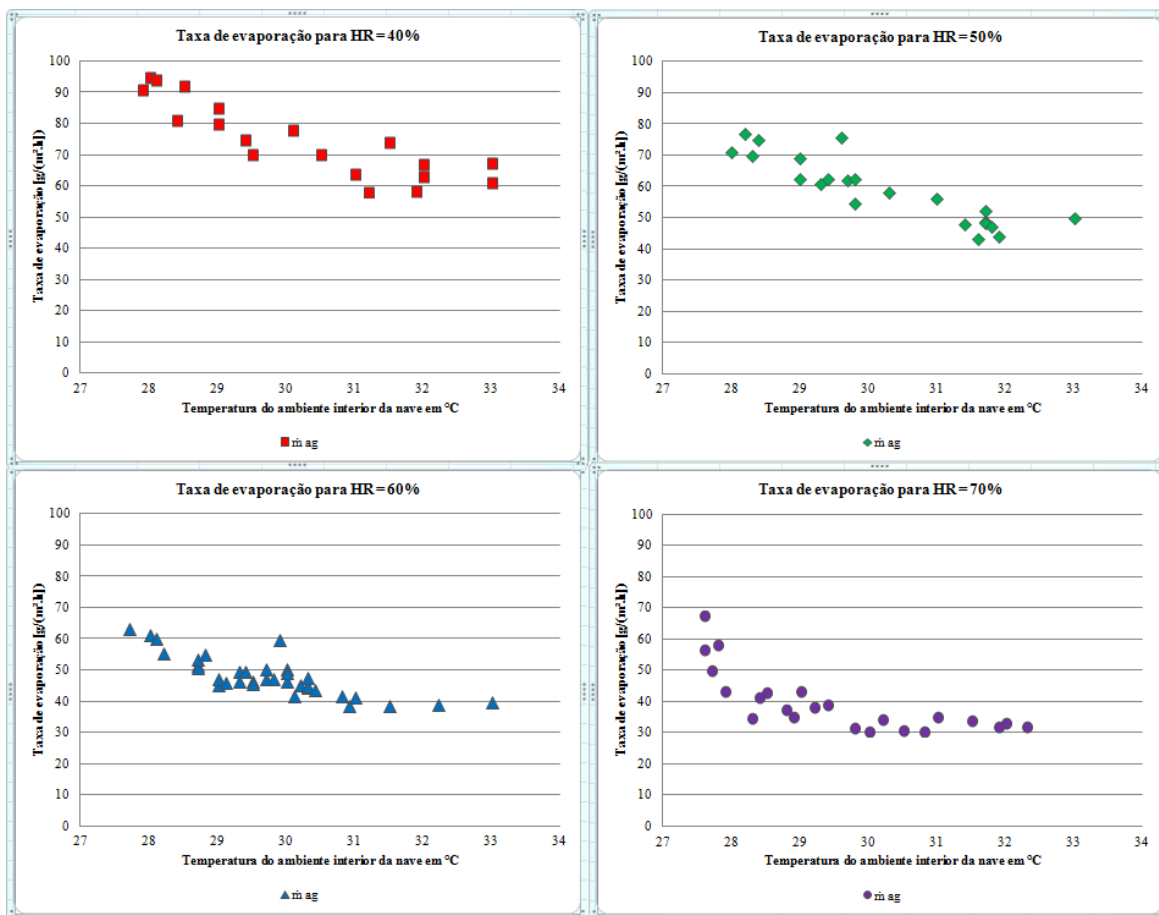 Taxa de evaporação para HR = 40%
Taxa de evaporação [g/(m².h)]
100
90
80
70
60
50
40
30
20
10
0
27 28 29 30 31 32 33 34
Temperatura do ambiente interior da nave em °C
ṁ ag
Taxa de evaporação para HR = 50%
Taxa de evaporação [g/(m².h)]
100
90
80
70
60
50
40
30
20
10
0
27 28 29 30 31 32 33 34
Temperatura do ambiente interior da nave em °C
ṁ ag
Taxa de evaporação para HR = 60%
Taxa de evaporação [g/(m².h)]
100
90
80
70
60
50
40
30
20
10
0
27 28 29 30 31 32 33 34
Temperatura do ambiente interior da nave em °C
ṁ ag
Taxa de evaporação para HR = 70%
Taxa de evaporação [g/(m².h)]
100
90
80
70
60
50
40
30
20
10
0
27 28 29 30 31 32 33 34
Temperatura do ambiente interior da nave em °C
ṁ ag